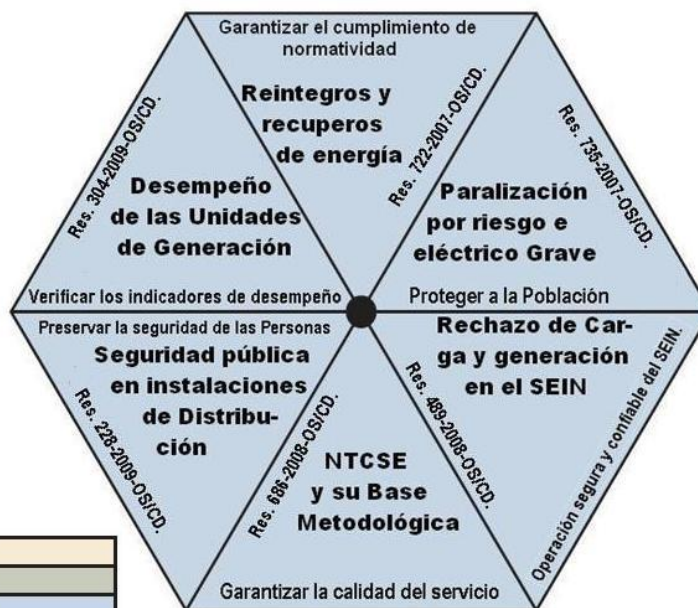 Garantizar el cumplimiento de
normatividad
Reintegros y
recuperos
de energía
Res. 722-2007-OS/CD.
Res. 304-2009-OS/CD.
Desempeño
de las Unidades
de Generación
Verificar los indicadores de desempeño
Res. 735-2007-OS/CD.
Paralización
por riesgo e
eléctrico Grave
Proteger a la Población
Preservar la seguridad de las Personas
Seguridad pública
en instalaciones
de Distribu-
ción
Res. 228-2009-OS/CD.
Rechazo de Car-
ga y generación
en el SEIN
Res. 489-2008-OS/CD.
Operación segura y confiable del SEIN.
Res. 686-2008-OS/CD.
NTCSE
y su Base
Metodológica
Garantizar la calidad del servicio